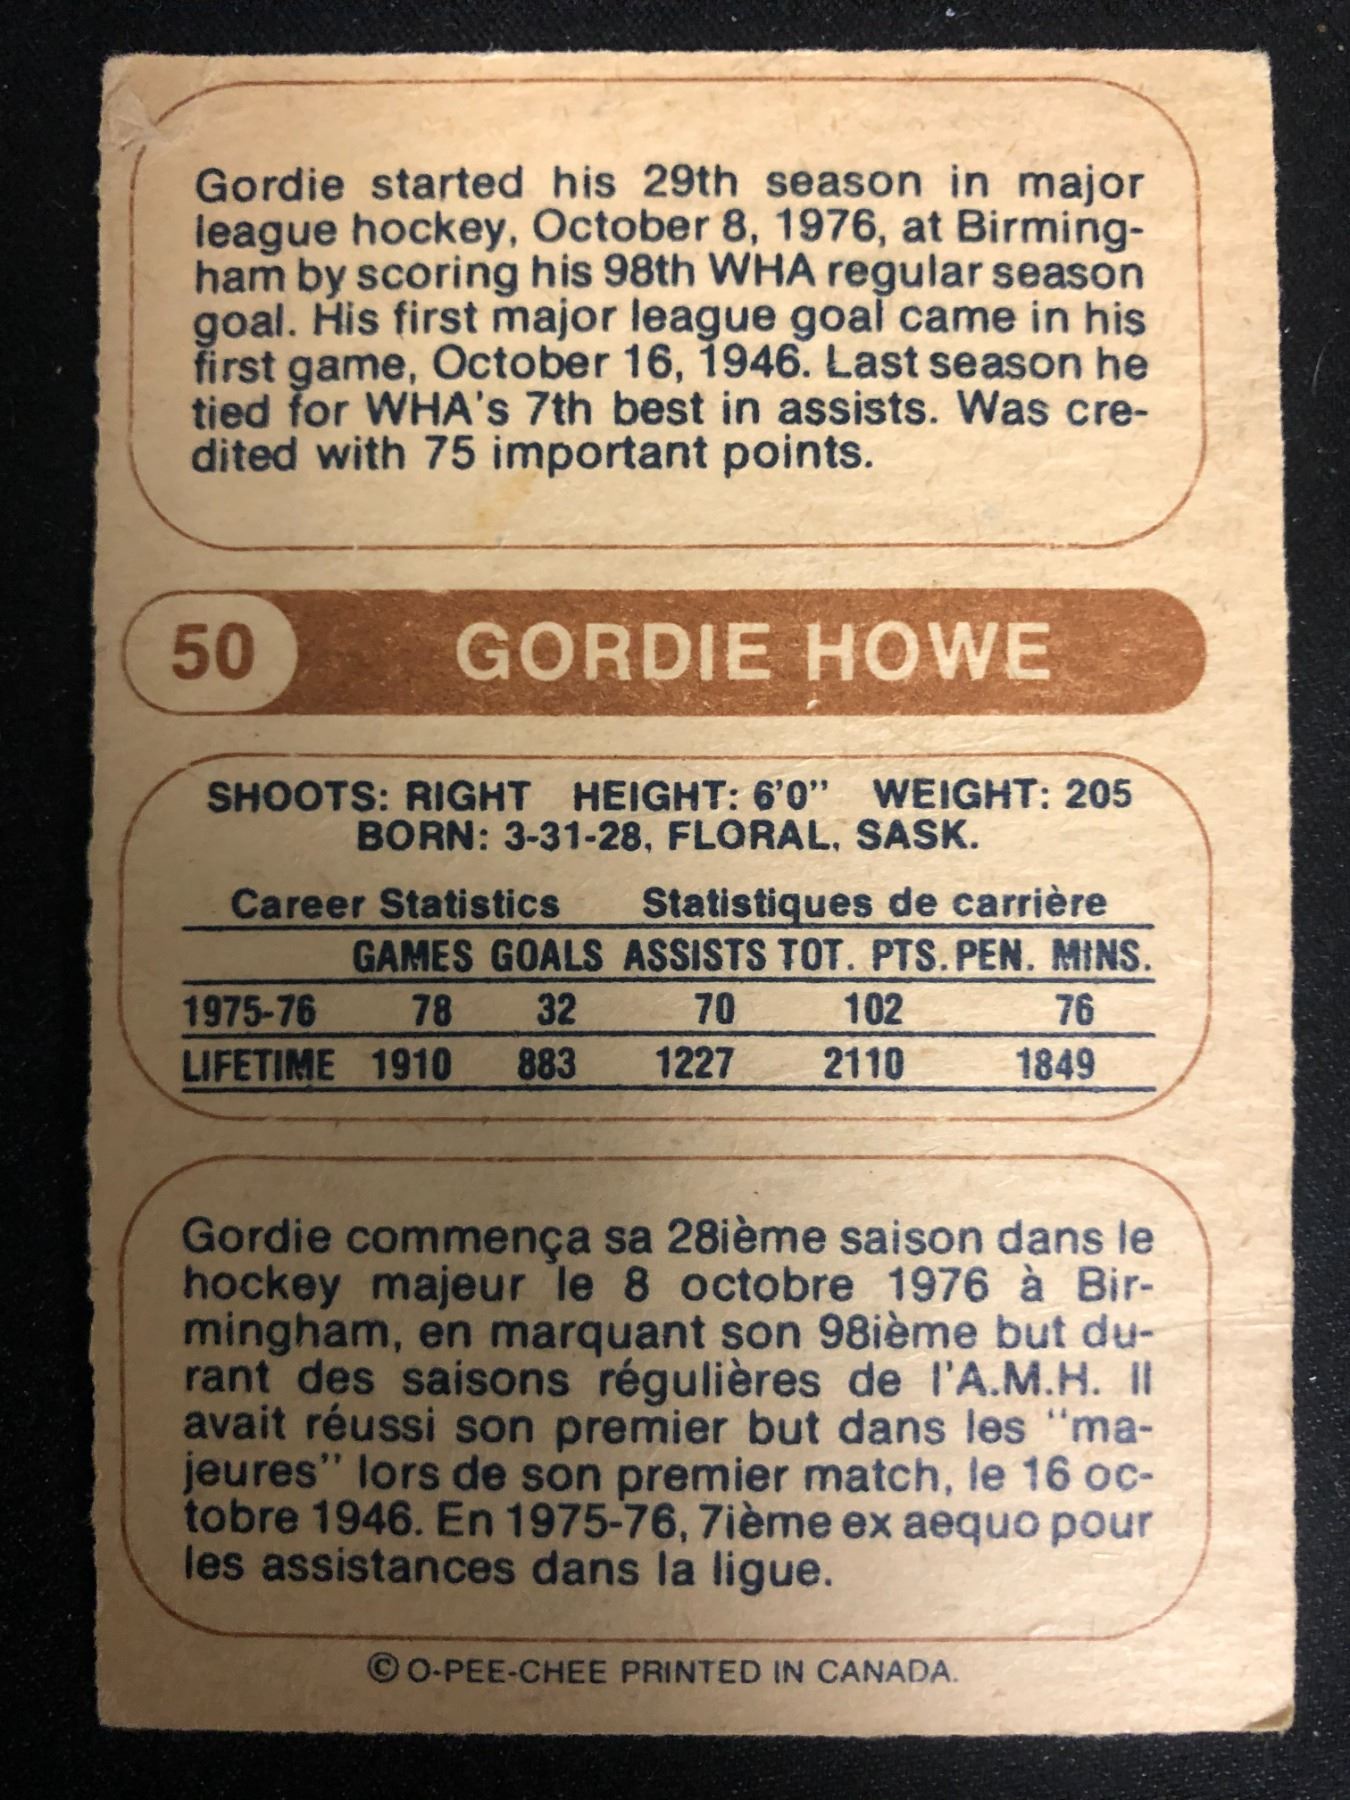 Gordie started his 29th season in major
league hockey, October 8, 1976, at Birming-
ham by scoring his 98th WHA regular season
goal. His first major league goal came in his
first game, October 16, 1946. Last season he
tied for WHA's 7th best in assists. Was cre-
dited with 75 important points.
50 GORDIE HOWE
SHOOTS: RIGHT HEIGHT: 6'0" WEIGHT: 205
BORN: 3-31-28, FLORAL, SASK.
Career Statistics Statistiques de carrière
GAMES GOALS ASSISTS TOT. PTS. PEN. MINS.
1975-76 78 32 70 102 76
LIFETIME 1910 883 1227 2110 1849
Gordie commença sa 28ième saison dans le
hockey majeur le 8 octobre 1976 à Bir-
mingham, en marquant son 98ième but du-
rant des saisons régulières de l'A.M.H. Il
avait réussi son premier but dans les "ma-
jeures" lors de son premier match, le 16 oc-
tobre 1946. En 1975-76, 7ième ex aequo pour
les assistances dans la ligue.
© O-PEE-CHEE PRINTED IN CANADA.